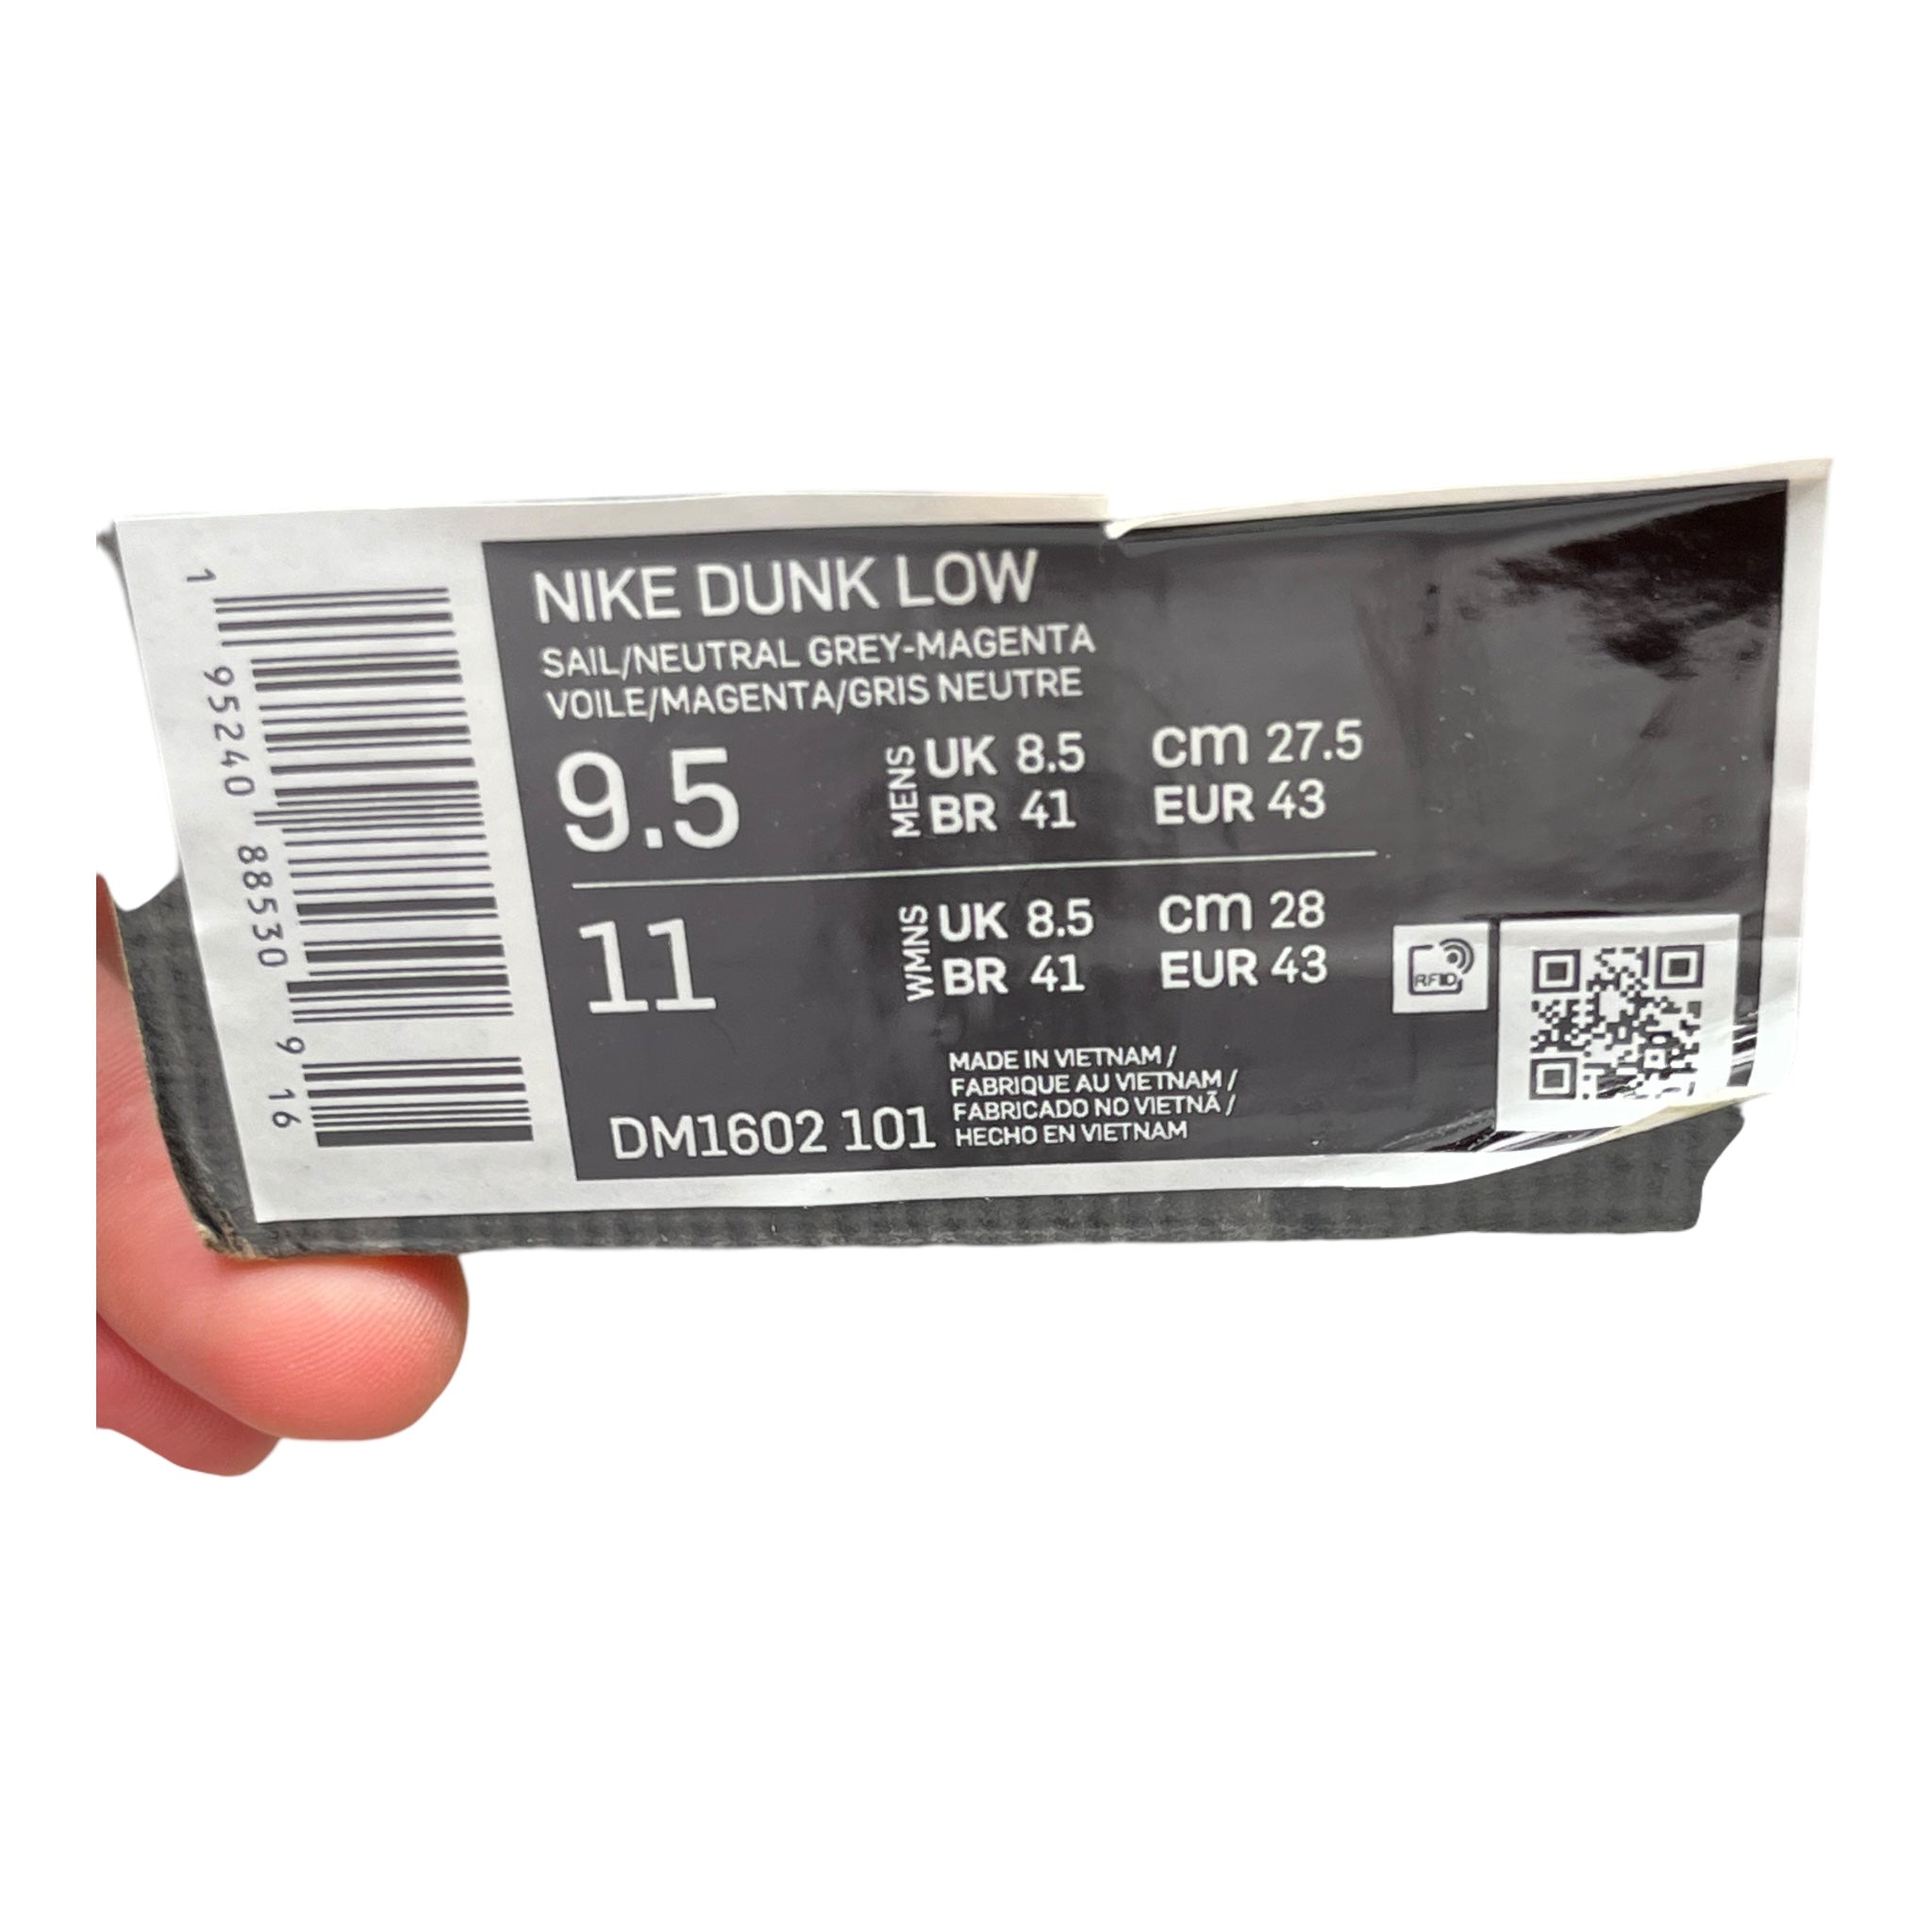 NIKE DUNK LOW
SAIL/NEUTRAL GREY-MAGENTA
VOILE/MAGENTA/GRIS NEUTRE
9.5 MENS UK 8.5 cm 27.5
BR 41 EUR 43
11 WMNS UK 8.5 cm 28
BR 41 EUR 43
RFID
MADE IN VIETNAM /
FABRIQUE AU VIETNAM /
FABRICADO NO VIETNÃ /
DM1602 101 HECHO EN VIETNAM
1 95240 88530 9 16